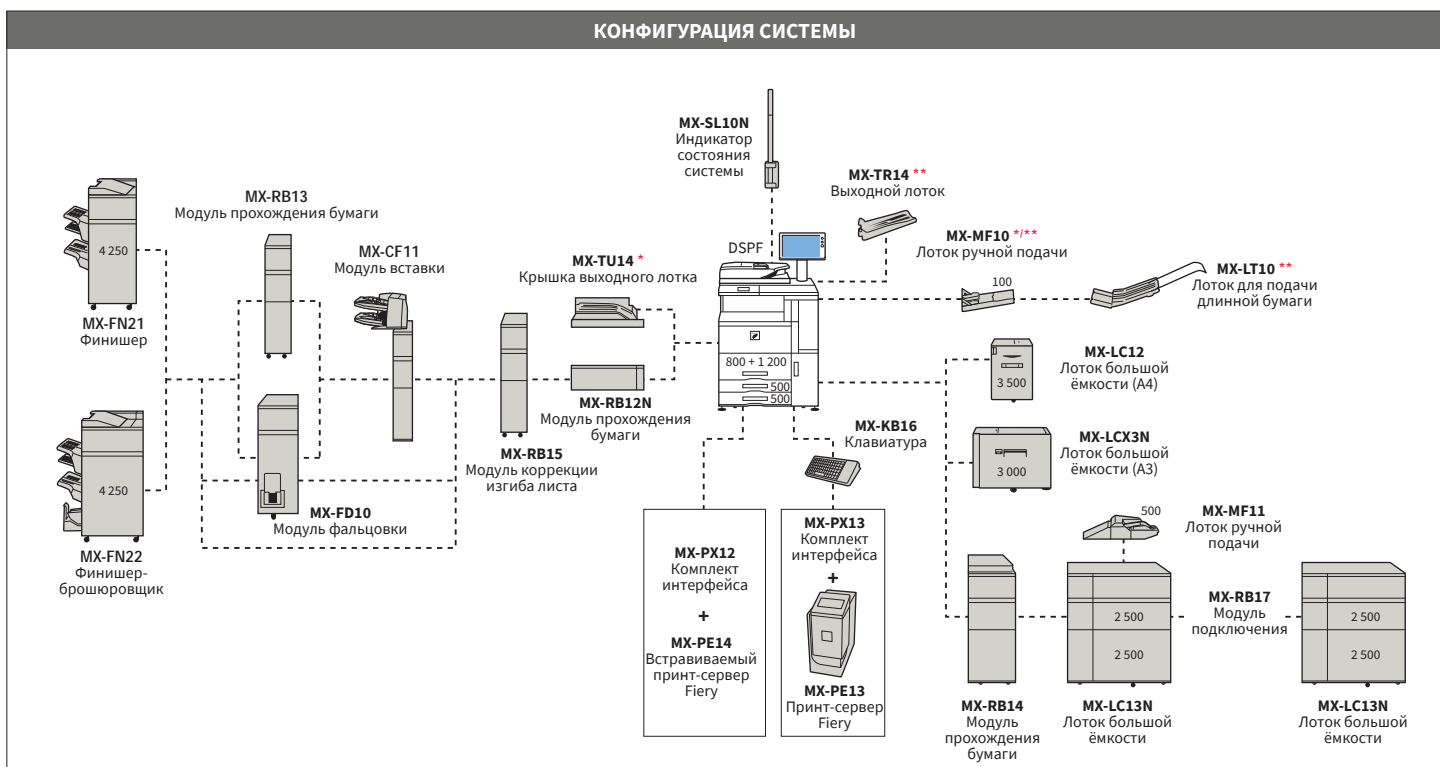 КОНФИГУРАЦИЯ СИСТЕМЫ
MX-SL10N
Индикатор
состояния
системы
MX-TR14 **
Выходной лоток
DSPF
MX-MF10 */**
Лоток ручной подачи
100
MX-LT10 **
Лоток для подачи
длинной бумаги
4 250
MX-FN21
Финишер
MX-RB13
Модуль прохождения бумаги
MX-CF11
Модуль вставки
MX-TU14 *
Крышка выходного лотка
800 + 1 200
500
500
MX-LC12
Лоток большой
ёмкости (A4)
3 500
MX-RB12N
Модуль прохождения
бумаги
MX-RB15
Модуль коррекции
изгиба листа
MX-KB16
Клавиатура
MX-LCX3N
Лоток большой
ёмкости (A3)
3 000
4 250
MX-FN22
Финишер-
брошюровщик
MX-FD10
Модуль фальцовки
MX-PX12
Комплект
интерфейса
+
MX-PE14
Встравиваемый
принт-сервер
Fiery
MX-PX13
Комплект
интерфейса
+
MX-PE13
Принт-сервер
Fiery
500
MX-MF11
Лоток ручной
подачи
MX-RB17
Модуль
подключения
2 500
2 500
2 500
2 500
MX-RB14
Модуль
прохождения
бумаги
MX-LC13N
Лоток большой
ёмкости
MX-LC13N
Лоток большой
ёмкости